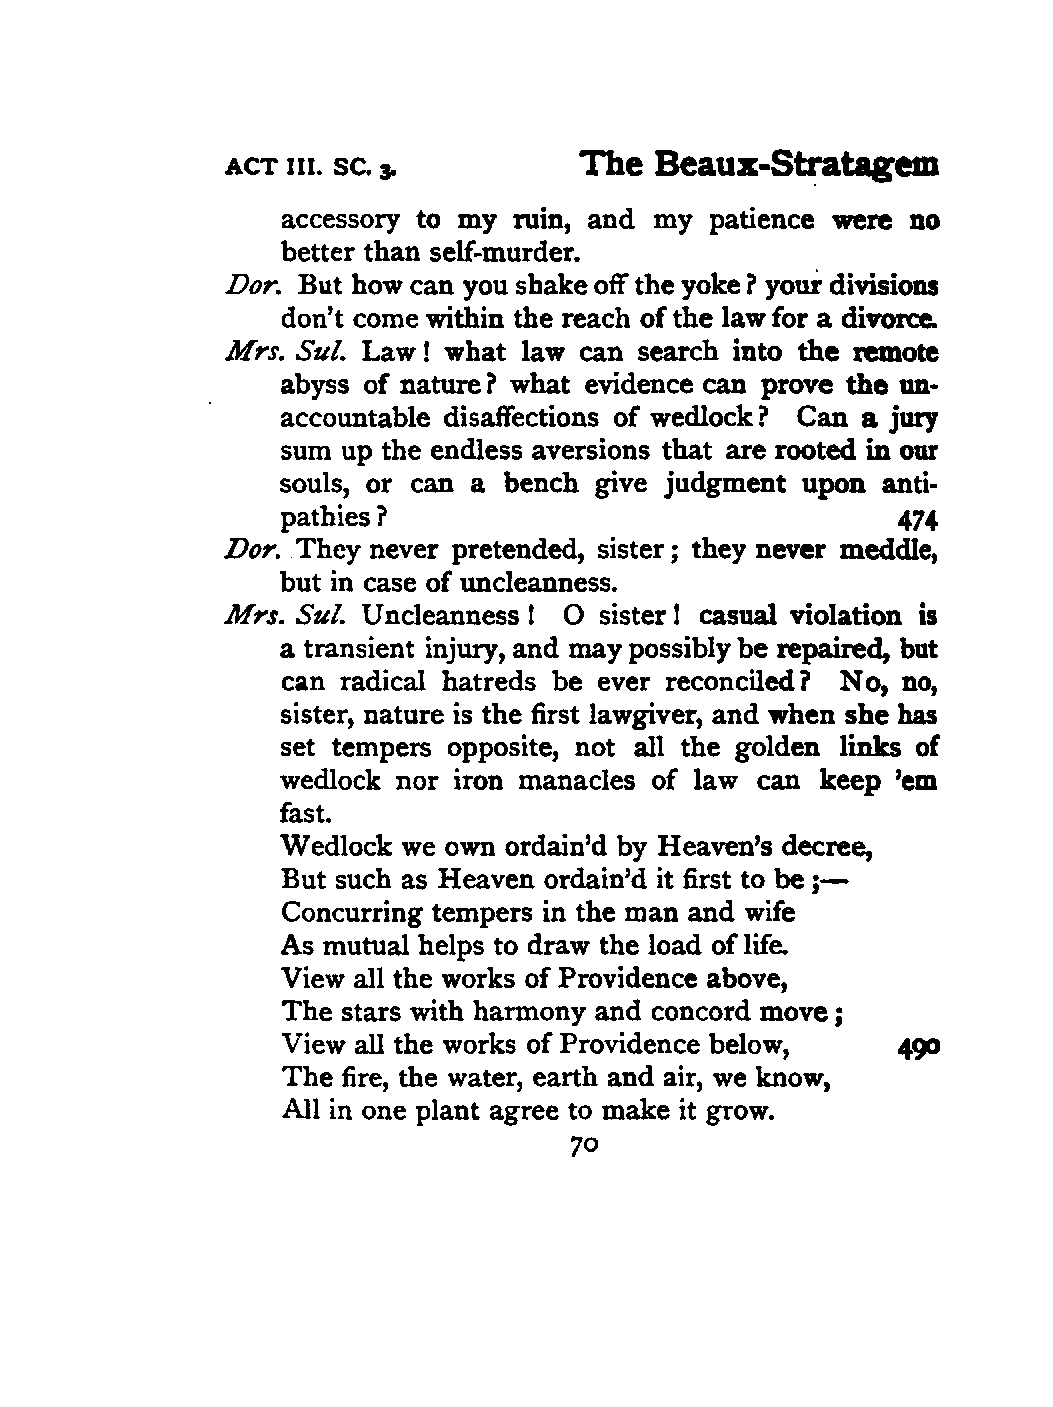 ACT III. SC. 3. The Beaux-Stratagem
accessory to my ruin, and my patience were no
better than self-murder.
Dor. But how can you shake off the yoke? your divisions
don't come within the reach of the law for a divorce.
Mrs. Sul. Law! what law can search into the remote
abyss of nature? what evidence can prove the un-
accountable disaffections of wedlock? Can a jury
sum up the endless aversions that are rooted in our
souls, or can a bench give judgment upon anti-
pathies? 474
Dor. They never pretended, sister; they never meddle,
but in case of uncleanness.
Mrs. Sul. Uncleanness! O sister! casual violation is
a transient injury, and may possibly be repaired, but
can radical hatreds be ever reconciled? No, no,
sister, nature is the first lawgiver, and when she has
set tempers opposite, not all the golden links of
wedlock nor iron manacles of law can keep 'em
fast.
Wedlock we own ordain'd by Heaven's decree,
But such as Heaven ordain'd it first to be;—
Concurring tempers in the man and wife
As mutual helps to draw the load of life.
View all the works of Providence above,
The stars with harmony and concord move;
View all the works of Providence below, 490
The fire, the water, earth and air, we know,
All in one plant agree to make it grow.
70